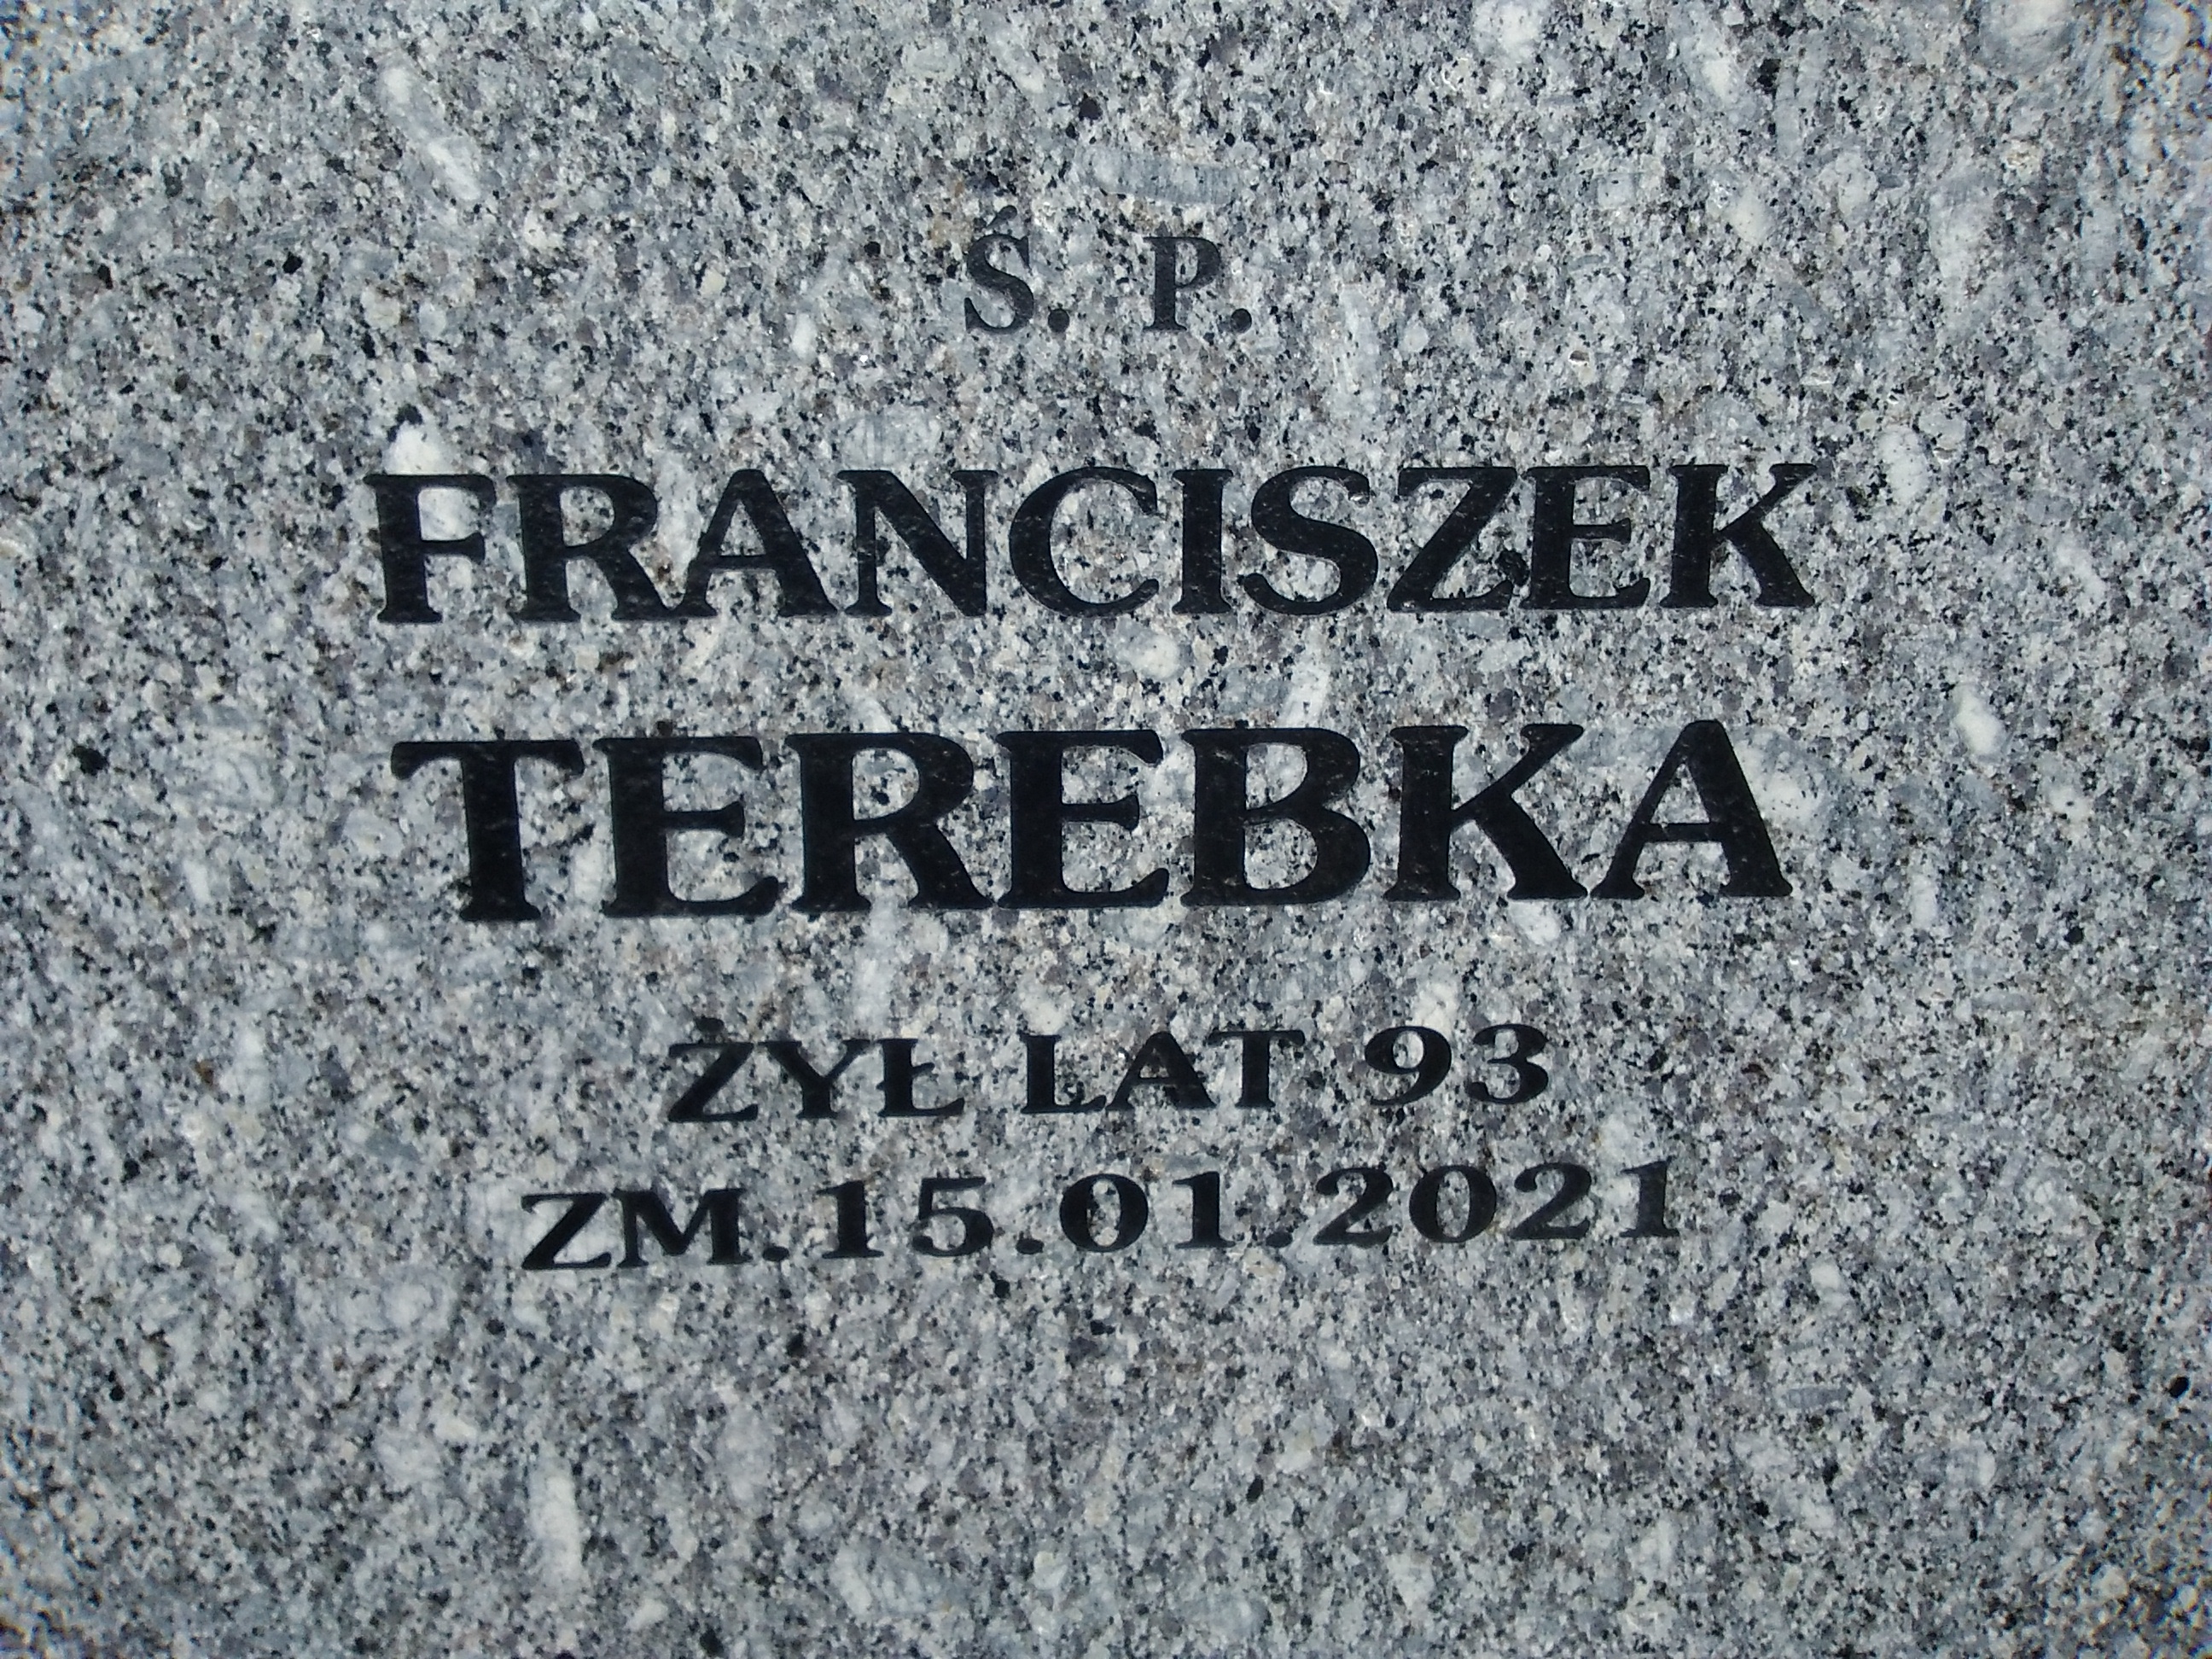 Ś. P.
FRANCISZEK
TEREBKA
ŻYŁ LAT 93
ZM.15.01.2021